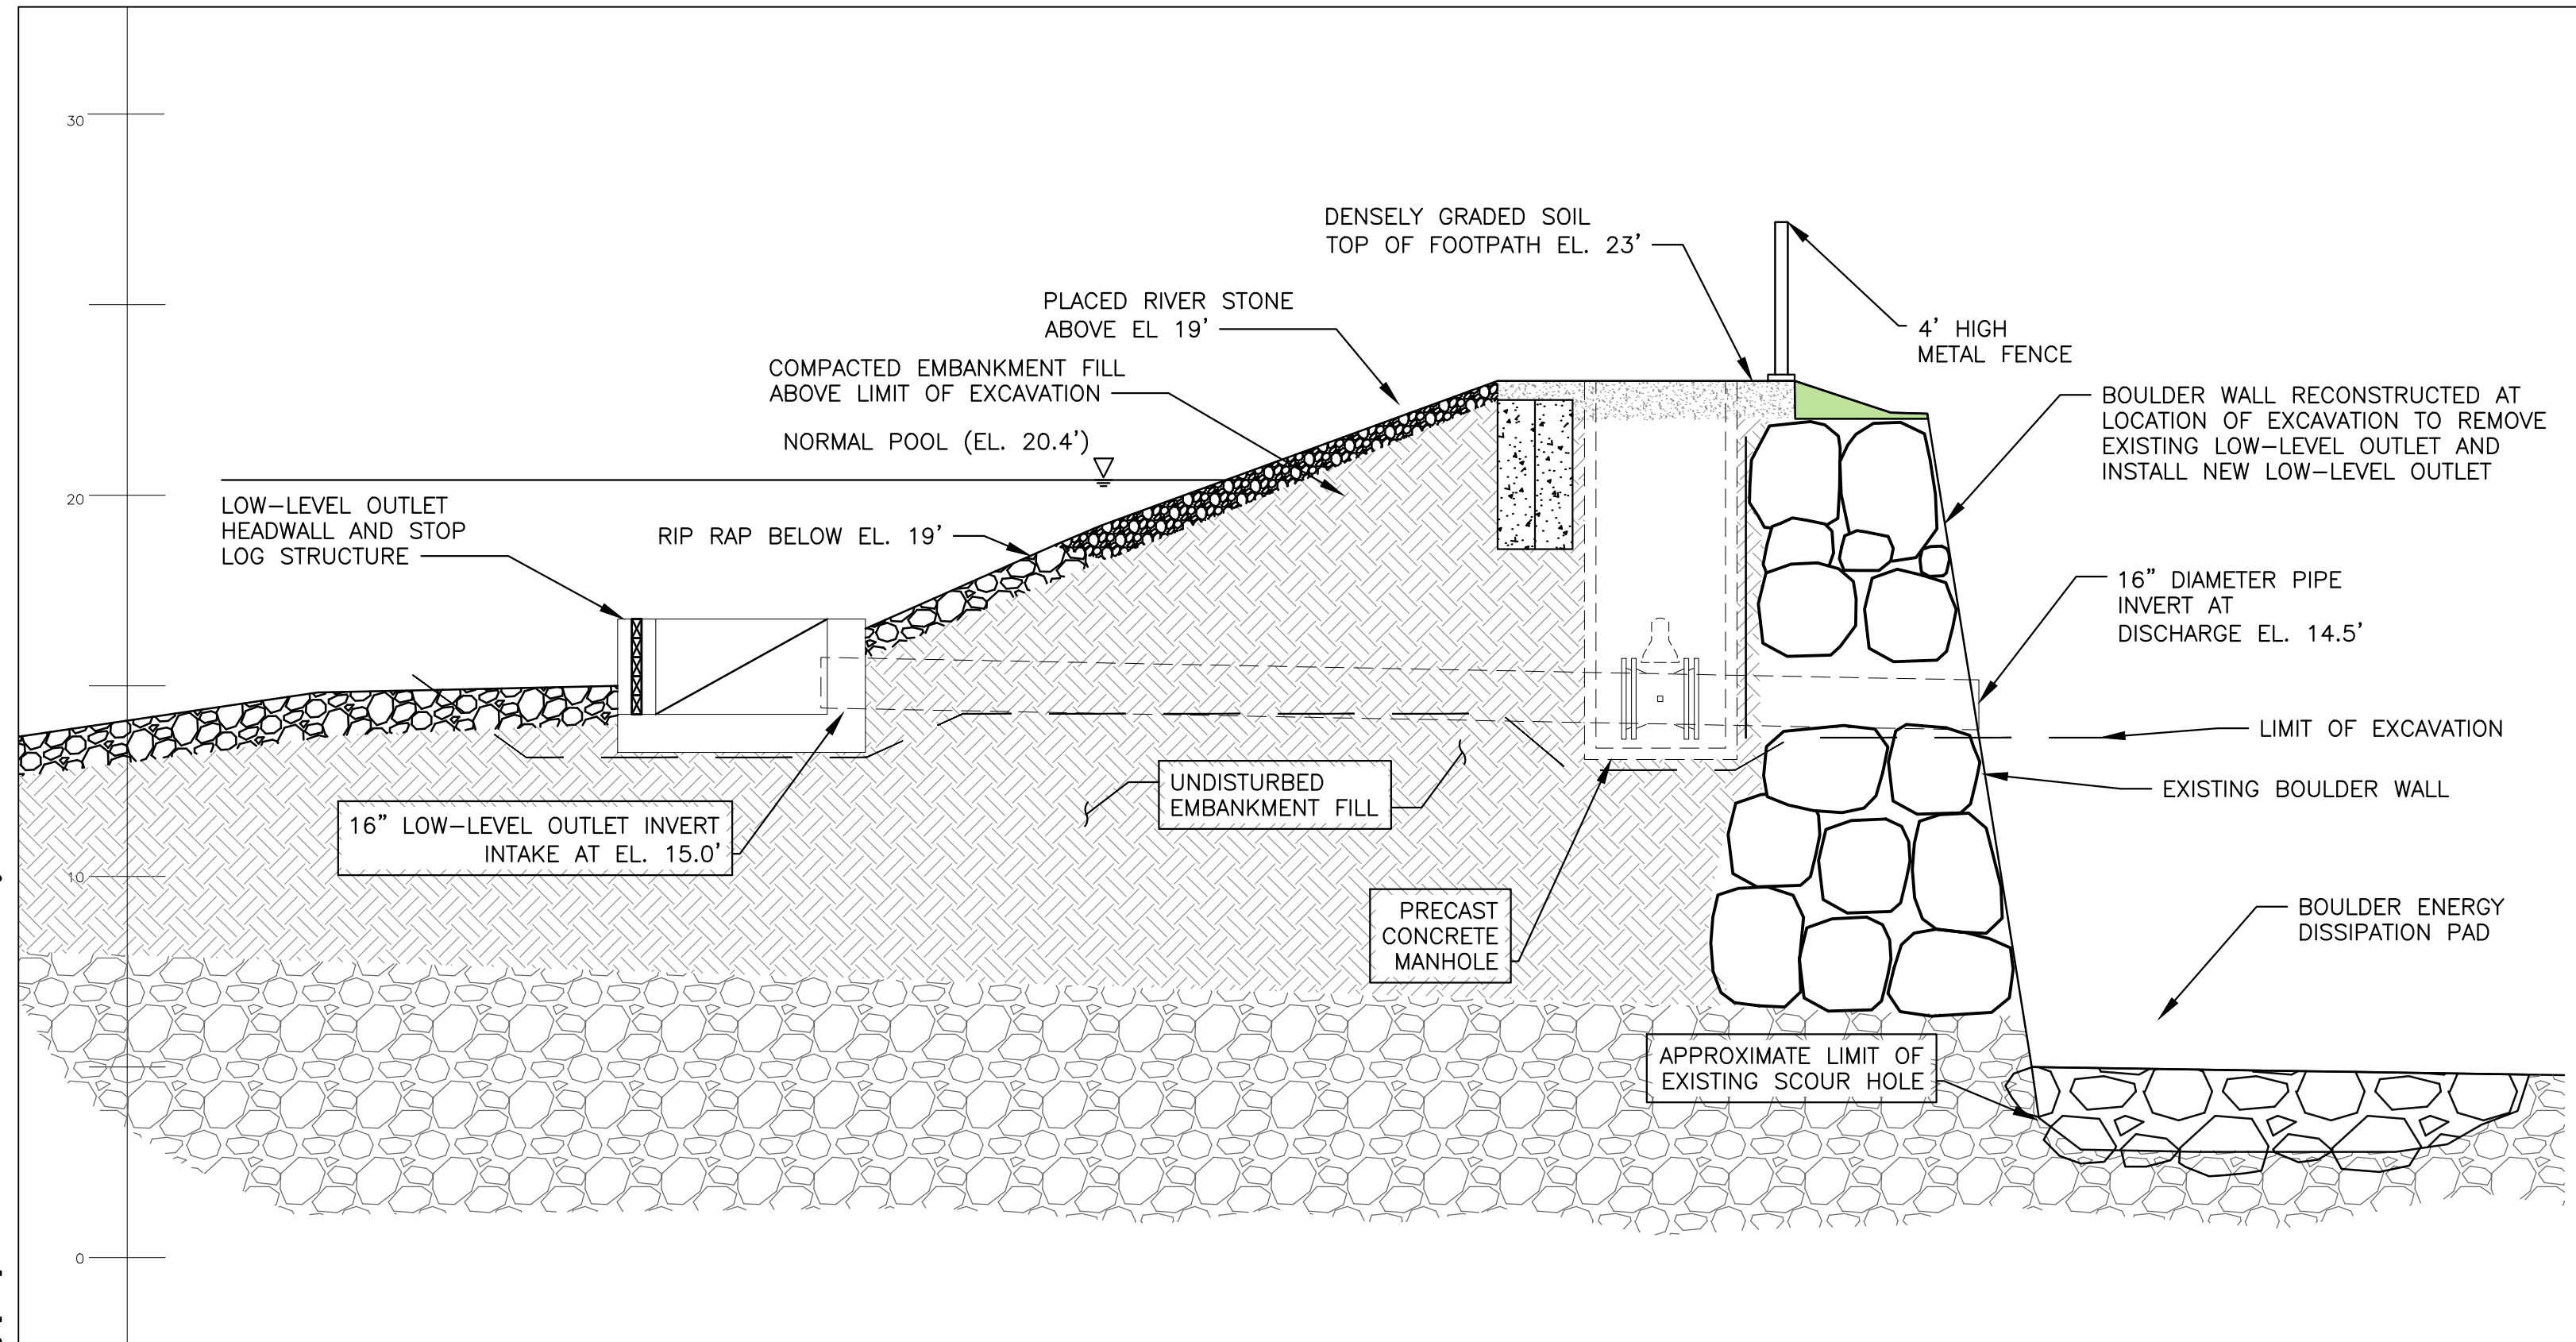 30
DENSELY GRADED SOIL
TOP OF FOOTPATH EL. 23'
PLACED RIVER STONE
ABOVE EL 19'
4' HIGH
METAL FENCE
COMPACTED EMBANKMENT FILL
ABOVE LIMIT OF EXCAVATION
BOULDER WALL RECONSTRUCTED AT
LOCATION OF EXCAVATION TO REMOVE
EXISTING LOW-LEVEL OUTLET AND
INSTALL NEW LOW-LEVEL OUTLET
NORMAL POOL (EL. 20.4')
20
LOW-LEVEL OUTLET
HEADWALL AND STOP
LOG STRUCTURE
RIP RAP BELOW EL. 19'
16" DIAMETER PIPE
INVERT AT
DISCHARGE EL. 14.5'
LIMIT OF EXCAVATION
UNDISTURBED
EMBANKMENT FILL
EXISTING BOULDER WALL
16" LOW-LEVEL OUTLET INVERT
INTAKE AT EL. 15.0'
10
PRECAST
CONCRETE
MANHOLE
BOULDER ENERGY
DISSIPATION PAD
APPROXIMATE LIMIT OF
EXISTING SCOUR HOLE
0